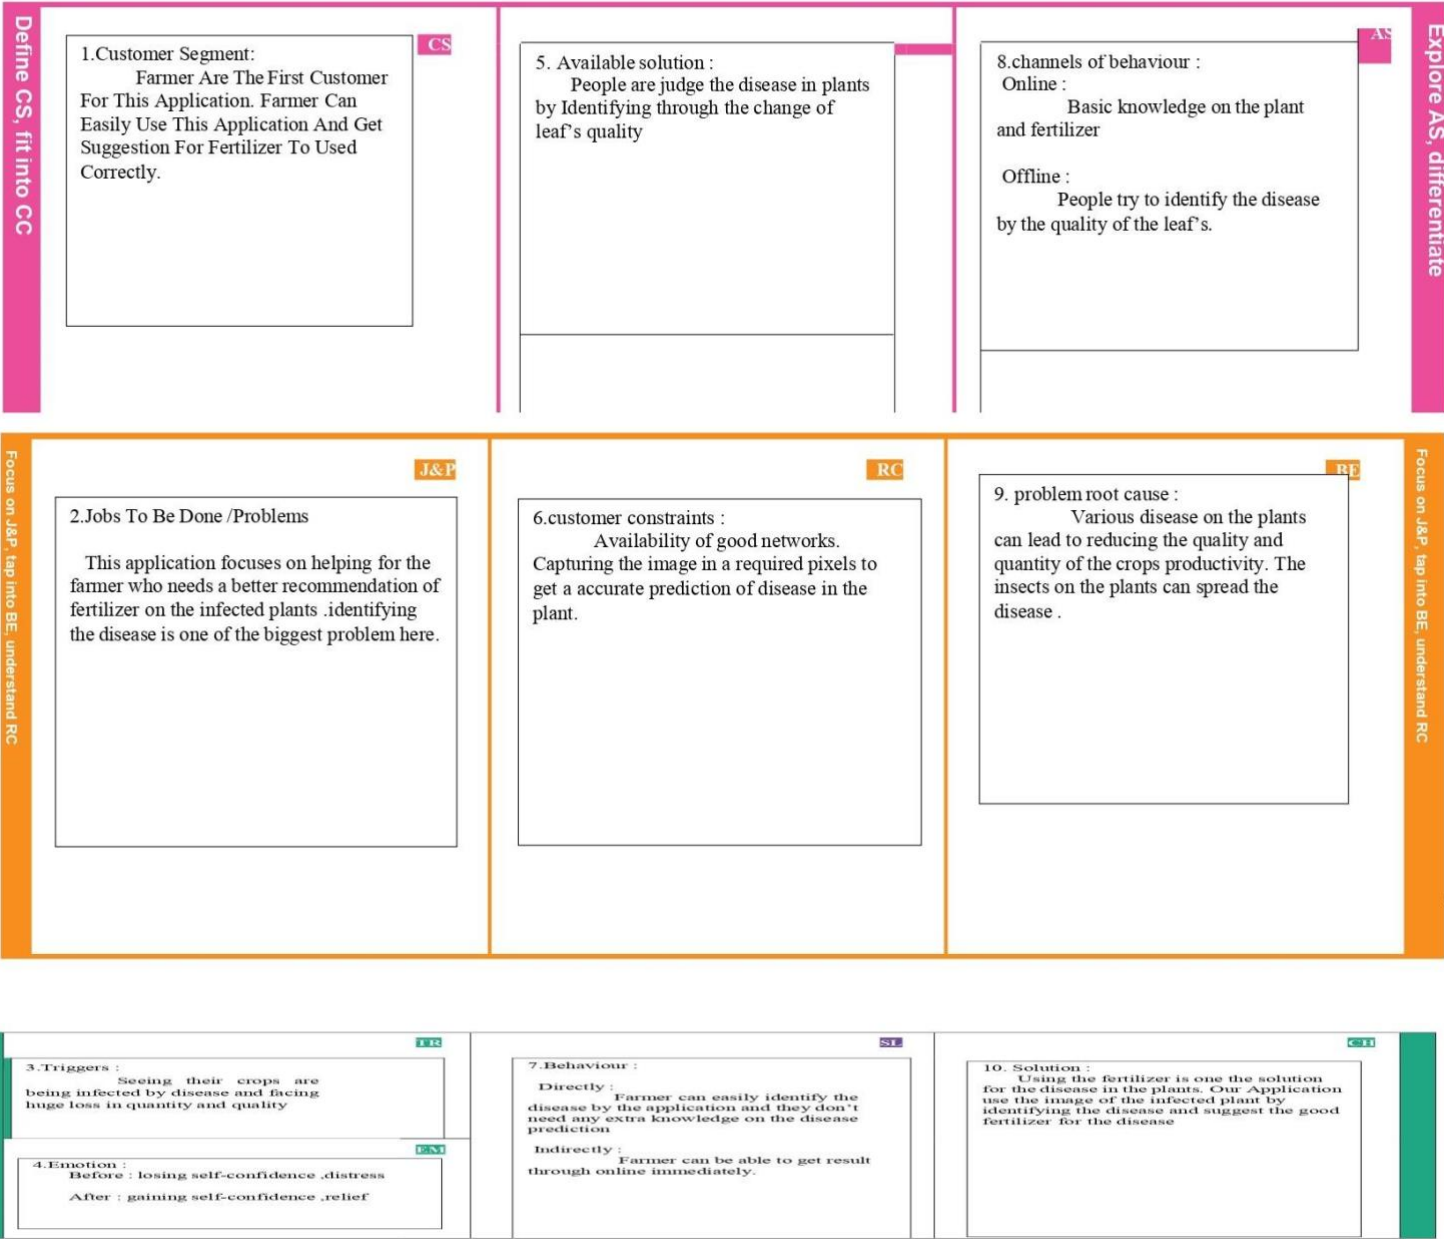 Define CS, fit into CC
CS
1.Customer Segment:
Farmer Are The First Customer
For This Application. Farmer Can
Easily Use This Application And Get
Suggestion For Fertilizer To Used
Correctly.
5. Available solution :
People are judge the disease in plants
by Identifying through the change of
leaf’s quality
AS
8.channels of behaviour :
Online :
Basic knowledge on the plant
and fertilizer
Offline :
People try to identify the disease
by the quality of the leaf’s.
Explore AS, differentiate
Focus on J&P, tap into BE, understand RC
J&P
2.Jobs To Be Done /Problems
This application focuses on helping for the
farmer who needs a better recommendation of
fertilizer on the infected plants .identifying
the disease is one of the biggest problem here.
RC
6.customer constraints :
Availability of good networks.
Capturing the image in a required pixels to
get a accurate prediction of disease in the
plant.
BE
9. problem root cause :
Various disease on the plants
can lead to reducing the quality and
quantity of the crops productivity. The
insects on the plants can spread the
disease .
Focus on J&P, tap into BE, understand RC
TR
3.Triggers :
Seeing their crops are
being infected by disease and facing
huge loss in quantity and quality
EM
4.Emotion :
Before : losing self-confidence ,distress
After : gaining self-confidence ,relief
SL
7.Behaviour :
Directly :
Farmer can easily identify the
disease by the application and they don’t
need any extra knowledge on the disease
prediction
Indirectly :
Farmer can be able to get result
through online immediately.
CH
10. Solution :
Using the fertilizer is one the solution
for the disease in the plants. Our Application
use the image of the infected plant by
identifying the disease and suggest the good
fertilizer for the disease